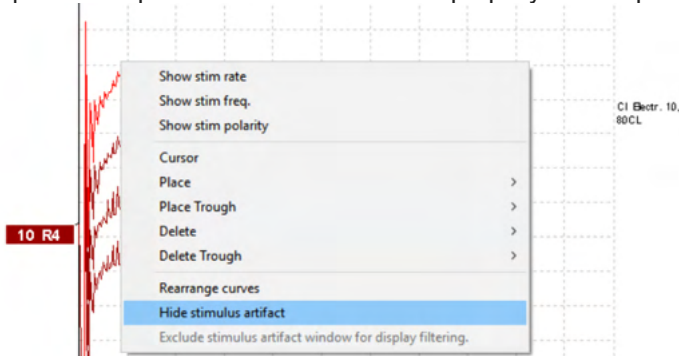 Show stim rate
Show stim freq.
Show stim polarity
CI Electr. 10,
80CL
Cursor
Place
Place Trough
10 R4
Delete
Delete Trough
Rearrange curves
Hide stimulus artifact
Exclude stimulus artifact window for display filtering.